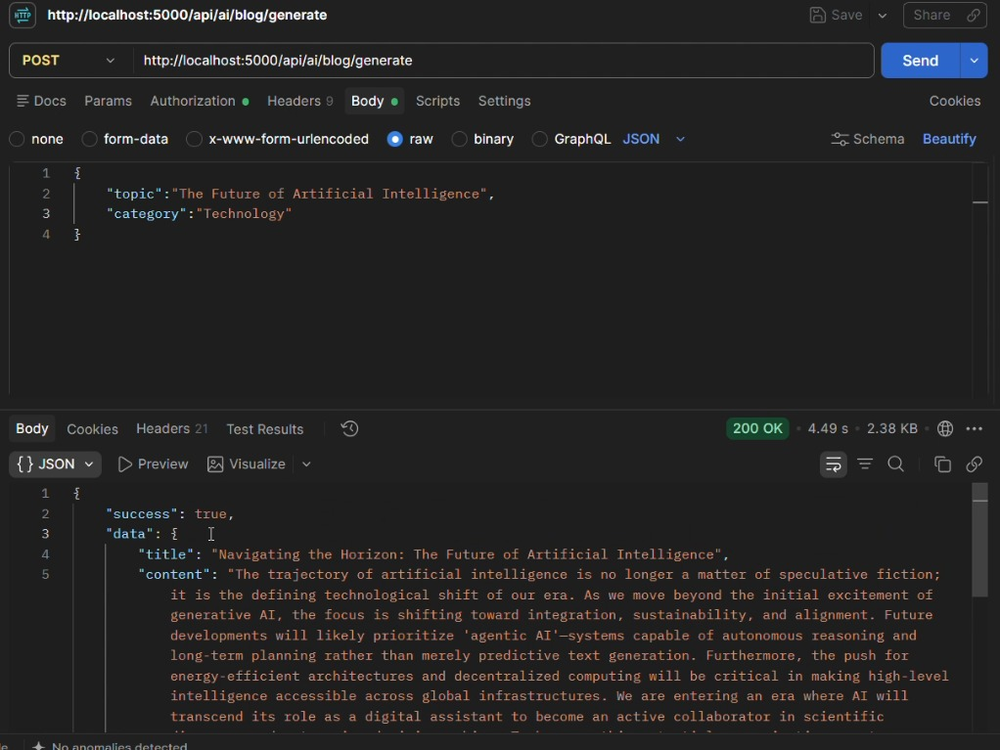 HTTP http://localhost:5000/api/ai/blog/generate Save Share
POST http://localhost:5000/api/ai/blog/generate Send
Docs Params Authorization Headers 9 Body Scripts Settings Cookies
none form-data x-www-form-urlencoded raw binary GraphQL JSON Schema Beautify
1 {
2 "topic":"The Future of Artificial Intelligence",
3 "category":"Technology"
4 }
Body Cookies Headers 21 Test Results 200 OK • 4.49 s • 2.38 KB
{} JSON Preview Visualize
1 {
2 "success": true,
3 "data": {
4 "title": "Navigating the Horizon: The Future of Artificial Intelligence",
5 "content": "The trajectory of artificial intelligence is no longer a matter of speculative fiction;
it is the defining technological shift of our era. As we move beyond the initial excitement of
generative AI, the focus is shifting toward integration, sustainability, and alignment. Future
developments will likely prioritize 'agentic AI'—systems capable of autonomous reasoning and
long-term planning rather than merely predictive text generation. Furthermore, the push for
energy-efficient architectures and decentralized computing will be critical in making high-level
intelligence accessible across global infrastructures. We are entering an era where AI will
transcend its role as a digital assistant to become an active collaborator in scientific
No anomalies detected